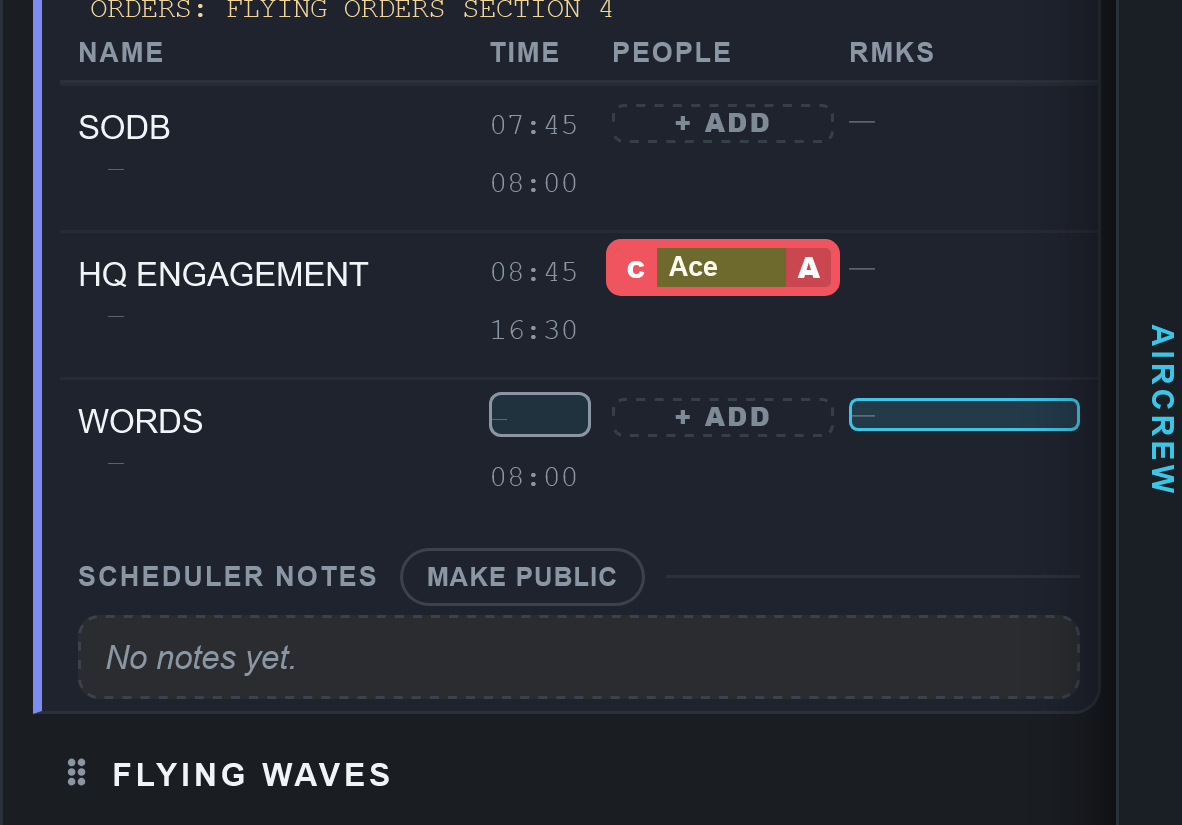 ORDERS: FLYING ORDERS SECTION 4
NAME TIME PEOPLE RMKS
SODB 07:45 + ADD —
— 08:00
HQ ENGAGEMENT 08:45 C Ace A —
— 16:30
WORDS — + ADD —
— 08:00
SCHEDULER NOTES MAKE PUBLIC
No notes yet.
FLYING WAVES
AIRCREW